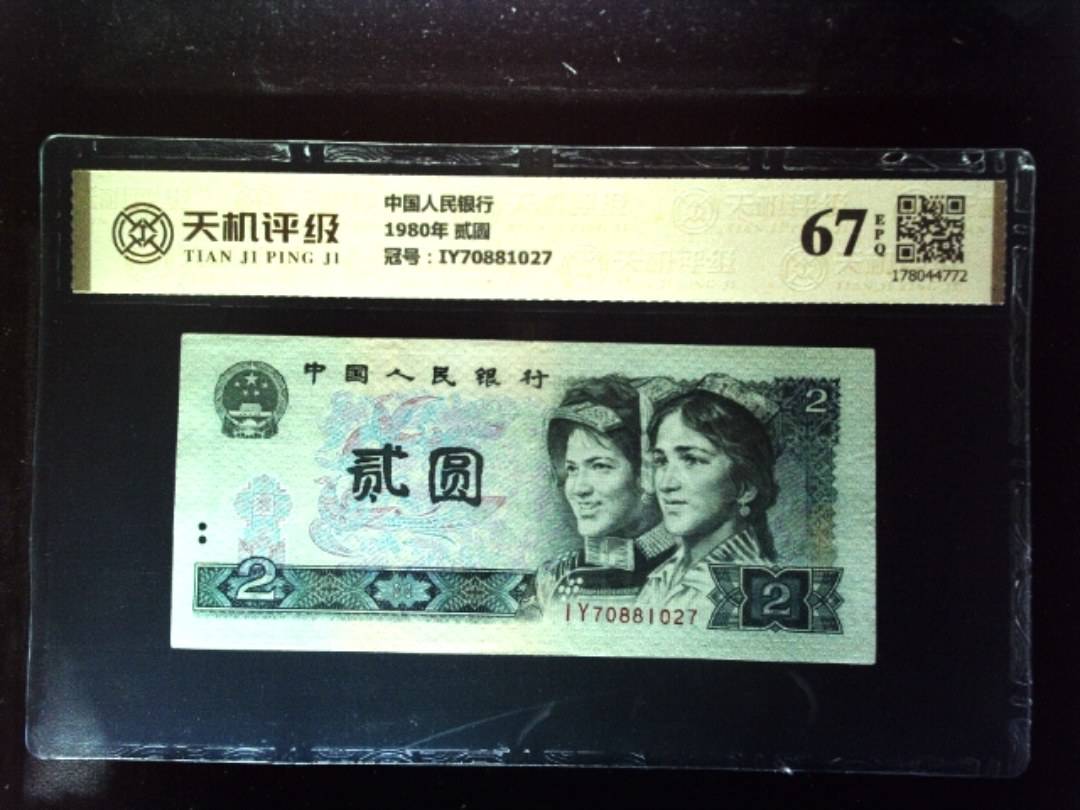 天机评级
TIAN JI PING JI
中国人民银行
1980年 贰圆
冠号：IY70881027
67
EPQ
178044772
中国人民银行
2
贰圆
2
IY70881027
2